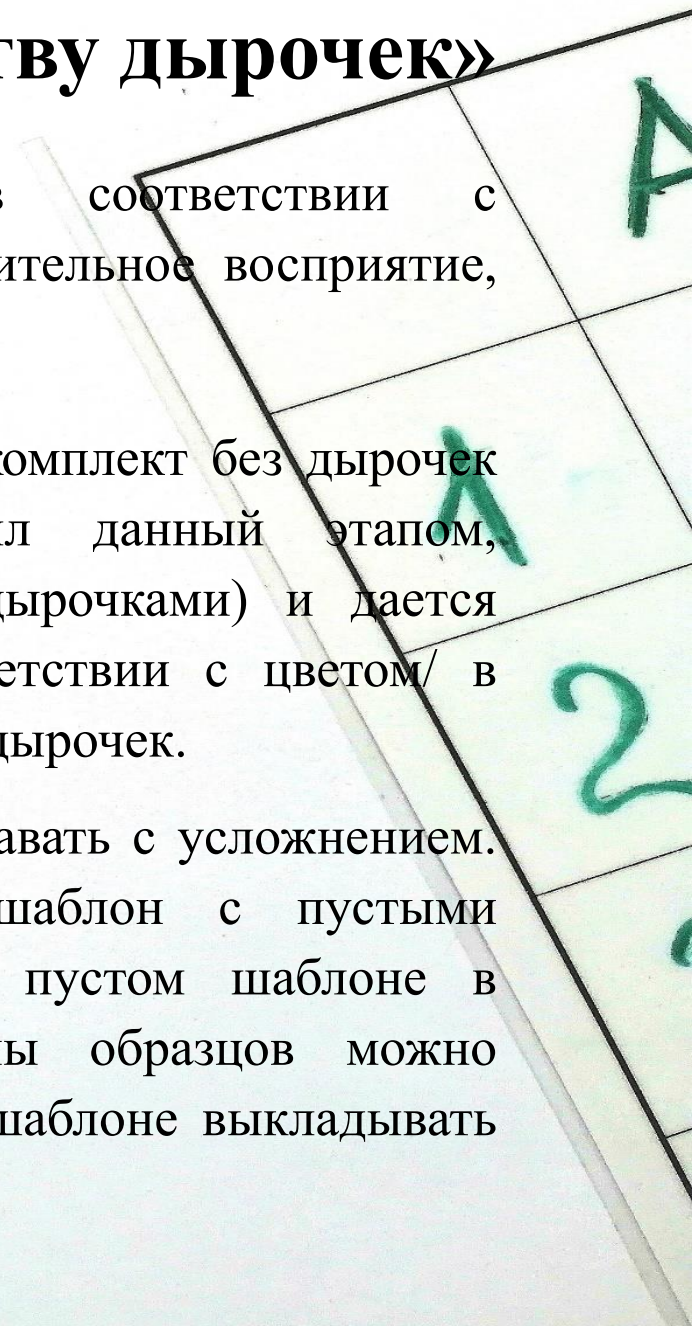 тву дырочек»
в соответствии с
ительное восприятие,
комплект без дырочек
л данный этапом,
дырочками) и дается
етствии с цветом/ в
дырочек.
авать с усложнением.
шаблон с пустыми
пустом шаблоне в
ы образцов можно
шаблоне выкладывать
А
1
2